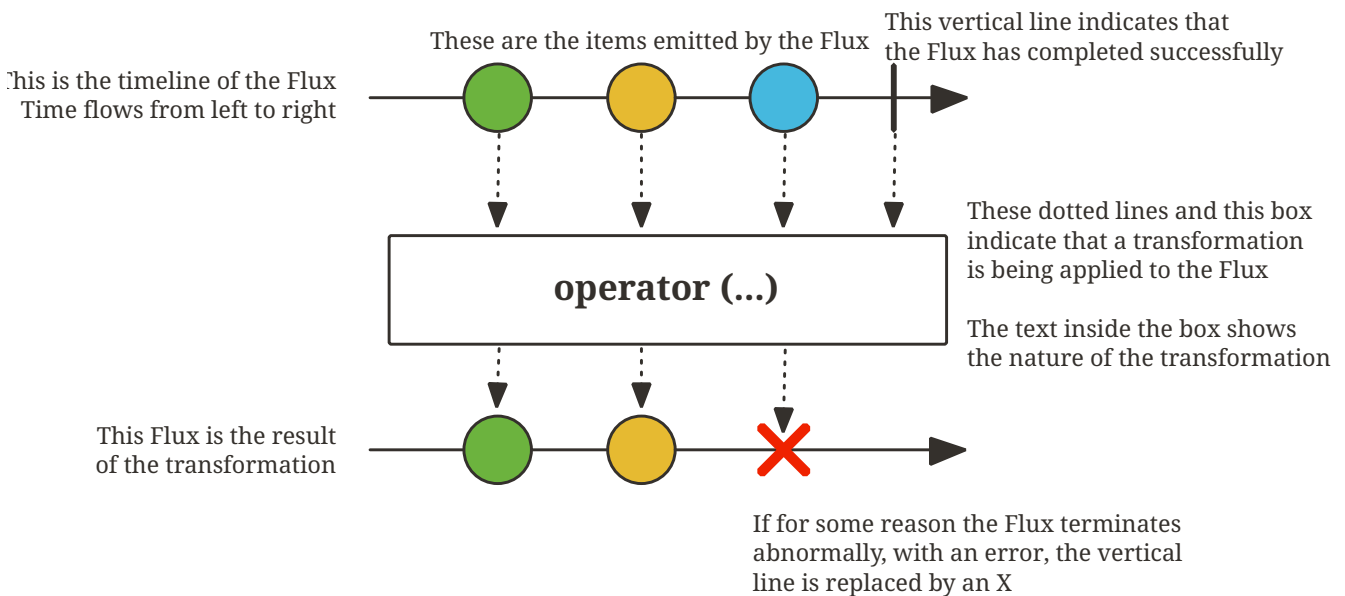 This vertical line indicates that
the Flux has completed successfully
These are the items emitted by the Flux
This is the timeline of the Flux
Time flows from left to right
These dotted lines and this box
indicate that a transformation
is being applied to the Flux
operator (...)
The text inside the box shows
the nature of the transformation
This Flux is the result
of the transformation
If for some reason the Flux terminates
abnormally, with an error, the vertical
line is replaced by an X